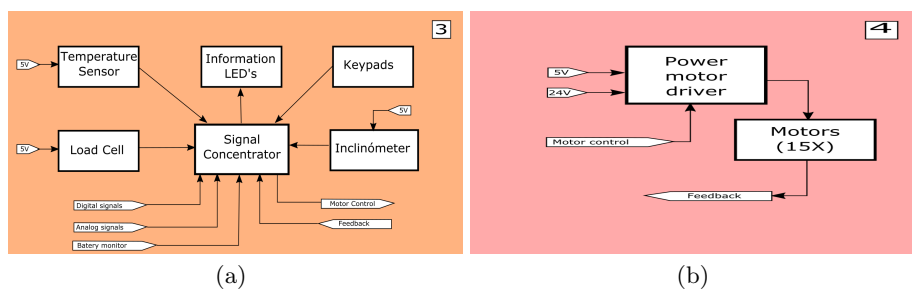 3
Temperature
Sensor
5V
Information
LED's
Keypads
5V
Load Cell
5V
Signal
Concentrator
Inclinómeter
Digital signals
Analog signals
Batery monitor
Motor Control
Feedback
(a)
4
Power
motor
driver
5V
24V
Motor control
Motors
(15X)
Feedback
(b)